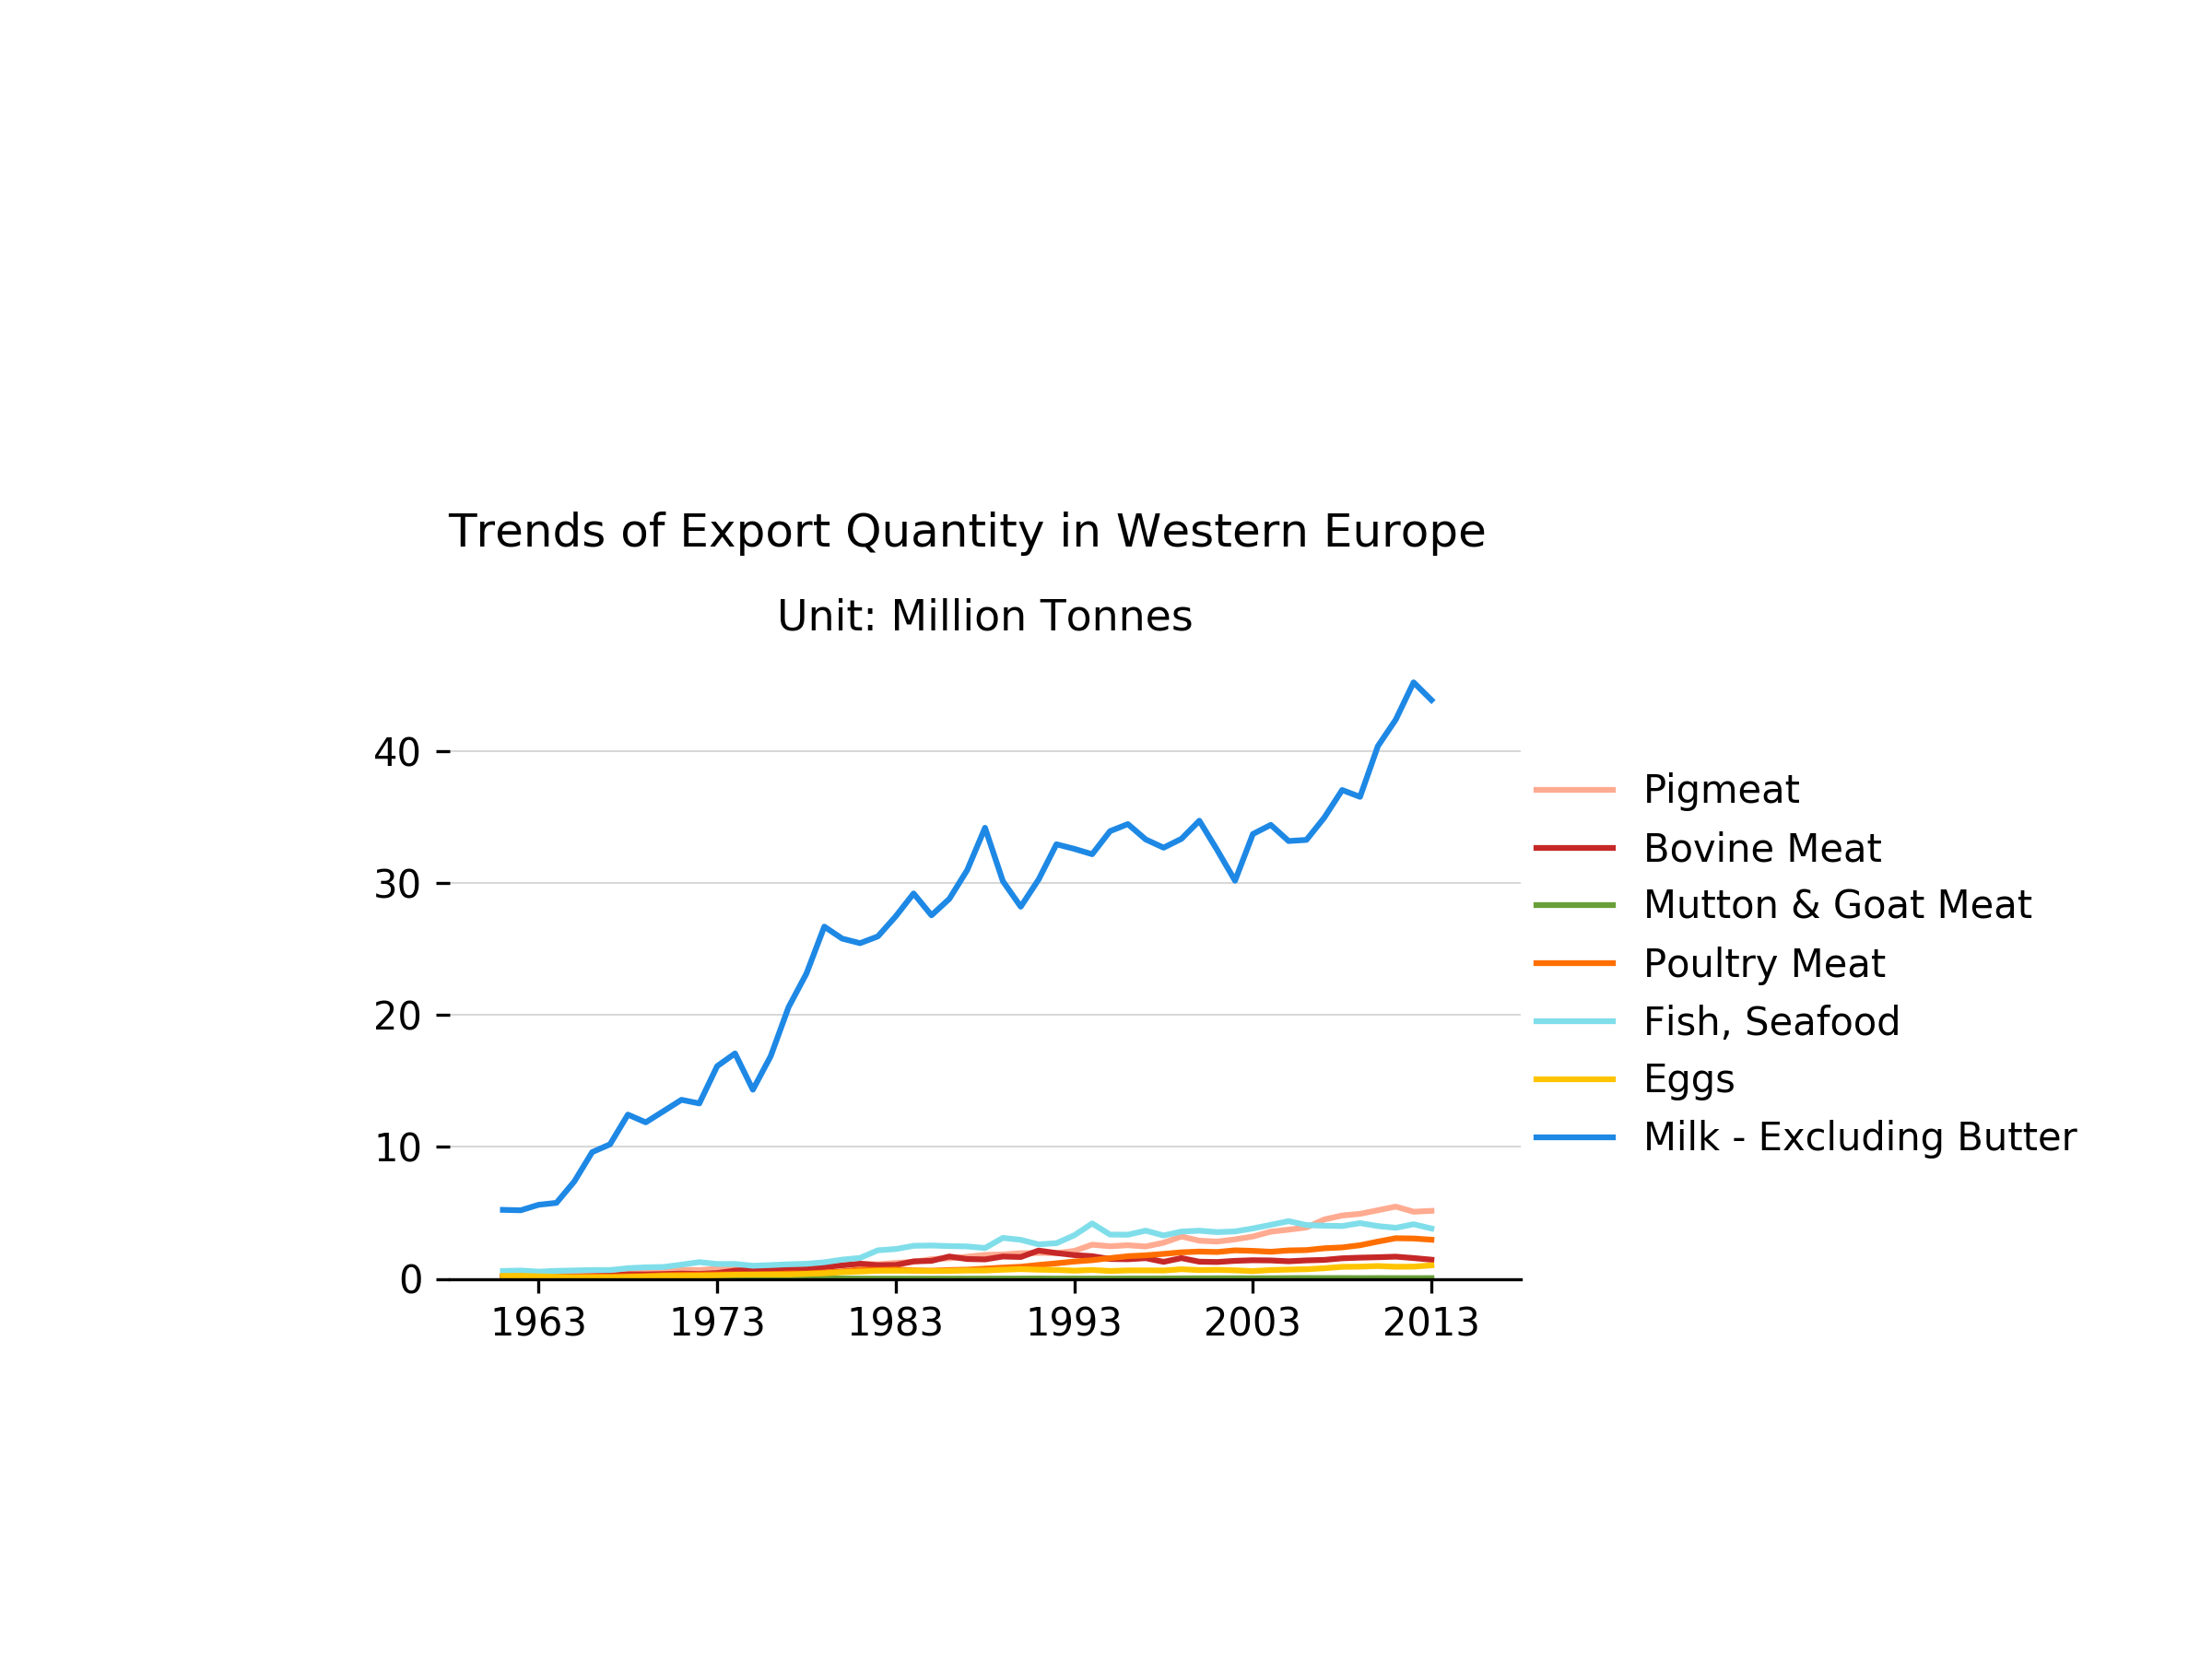 Trends of Export Quantity in Western Europe
Unit: Million Tonnes
40
30
20
10
0
1963 1973 1983 1993 2003 2013
Pigmeat
Bovine Meat
Mutton & Goat Meat
Poultry Meat
Fish, Seafood
Eggs
Milk - Excluding Butter